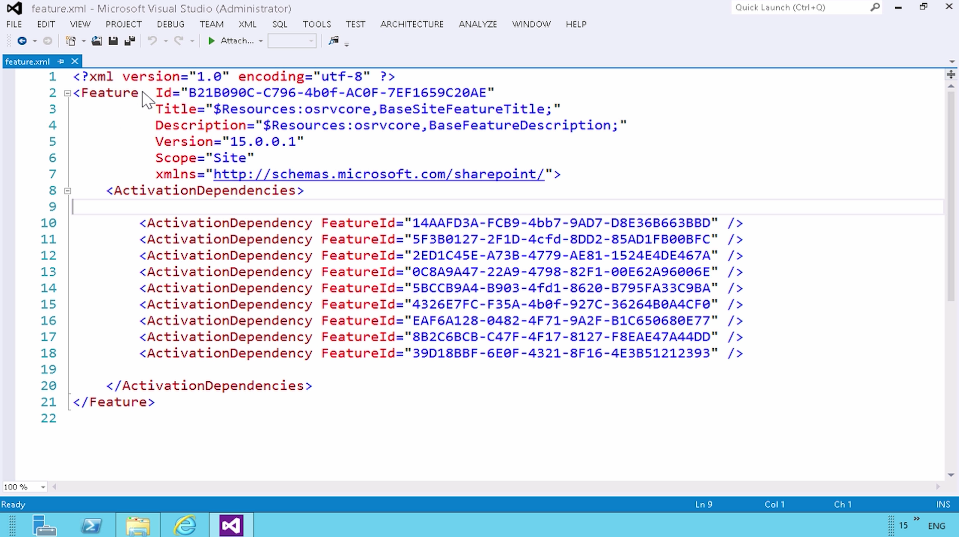 feature.xml - Microsoft Visual Studio (Administrator)
Quick Launch (Ctrl+Q)
FILE EDIT VIEW PROJECT DEBUG TEAM XML SQL TOOLS TEST ARCHITECTURE ANALYZE WINDOW HELP
Attach...
feature.xml
1 <?xml version="1.0" encoding="utf-8" ?>
2 <Feature Id="B21B090C-C796-4b0f-AC0F-7EF1659C20AE"
3 Title="$Resources:osrvcore,BaseSiteFeatureTitle;"
4 Description="$Resources:osrvcore,BaseFeatureDescription;"
5 Version="15.0.0.1"
6 Scope="Site"
7 xmlns="http://schemas.microsoft.com/sharepoint/">
8 <ActivationDependencies>
9
10 <ActivationDependency FeatureId="14AAFD3A-FCB9-4bb7-9AD7-D8E36B663BBD" />
11 <ActivationDependency FeatureId="5F3B0127-2F1D-4cfd-8DD2-85AD1FB00BFC" />
12 <ActivationDependency FeatureId="2ED1C45E-A73B-4779-AE81-1524E4DE467A" />
13 <ActivationDependency FeatureId="0C8A9A47-22A9-4798-82F1-00E62A96006E" />
14 <ActivationDependency FeatureId="5BCCB9A4-B903-4fd1-8620-B795FA33C9BA" />
15 <ActivationDependency FeatureId="4326E7FC-F35A-4b0f-927C-36264B0A4CF0" />
16 <ActivationDependency FeatureId="EAF6A128-0482-4F71-9A2F-B1C650680E77" />
17 <ActivationDependency FeatureId="8B2C6BCB-C47F-4F17-8127-F8EAE47A44DD" />
18 <ActivationDependency FeatureId="39D18BBF-6E0F-4321-8F16-4E3B51212393" />
19
20 </ActivationDependencies>
21 </Feature>
22
100 %
Ready Ln 9 Col 1 Ch 1 INS
15 ENG